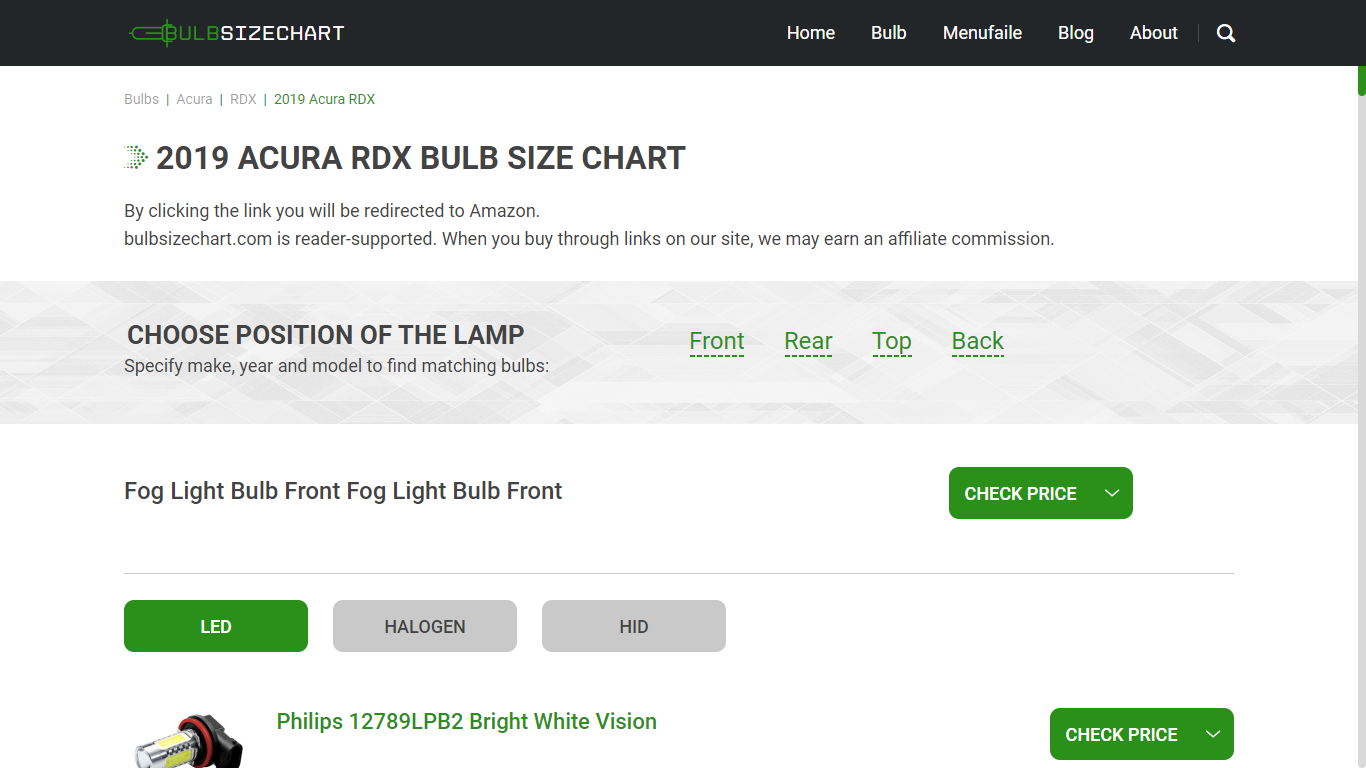 BULBSIZECHART
Home Bulb Menufaile Blog About
Bulbs | Acura | RDX | 2019 Acura RDX
2019 ACURA RDX BULB SIZE CHART
By clicking the link you will be redirected to Amazon.
bulbsizechart.com is reader-supported. When you buy through links on our site, we may earn an affiliate commission.
CHOOSE POSITION OF THE LAMP
Specify make, year and model to find matching bulbs:
Front Rear Top Back
Fog Light Bulb Front Fog Light Bulb Front
CHECK PRICE
LED HALOGEN HID
Philips 12789LPB2 Bright White Vision
CHECK PRICE